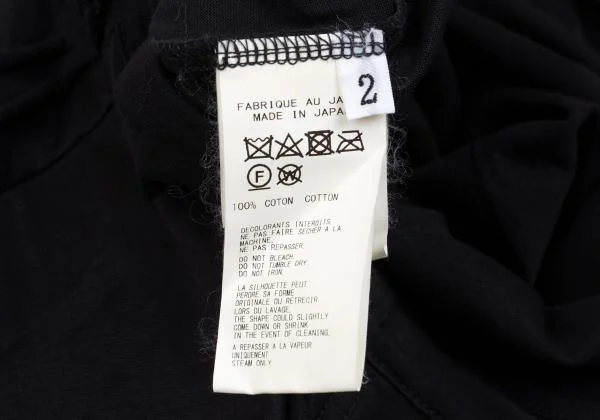 2
FABRIQUE AU JA
MADE IN JAPA
F W
100% COTON COTTON
DECOLORANTS INTERDITS.
NE PAS FAIRE SECHER A LA
MACHINE.
NE PAS REPASSER.
DO NOT BLEACH.
DO NOT TUMBLE DRY.
DO NOT IRON.
LA SILHOUETTE PEUT
PERDRE SA FORME
ORIGINALE OU RETRECIR
LORS DU LAVAGE.
THE SHAPE COULD SLIGHTLY
COME DOWN OR SHRINK
IN THE EVENT OF CLEANING.
A REPASSER A LA VAPEUR
UNIQUEMENT
STEAM ONLY